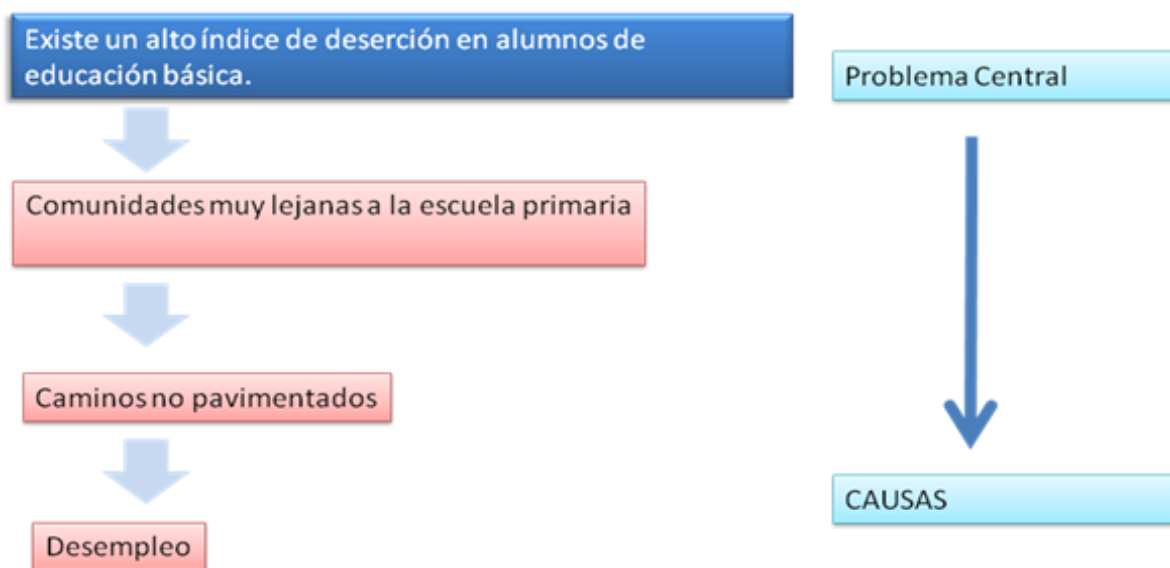 Existe un alto índice de deserción en alumnos de
educación básica.
Problema Central
Comunidades muy lejanas a la escuela primaria
Caminos no pavimentados
CAUSAS
Desempleo